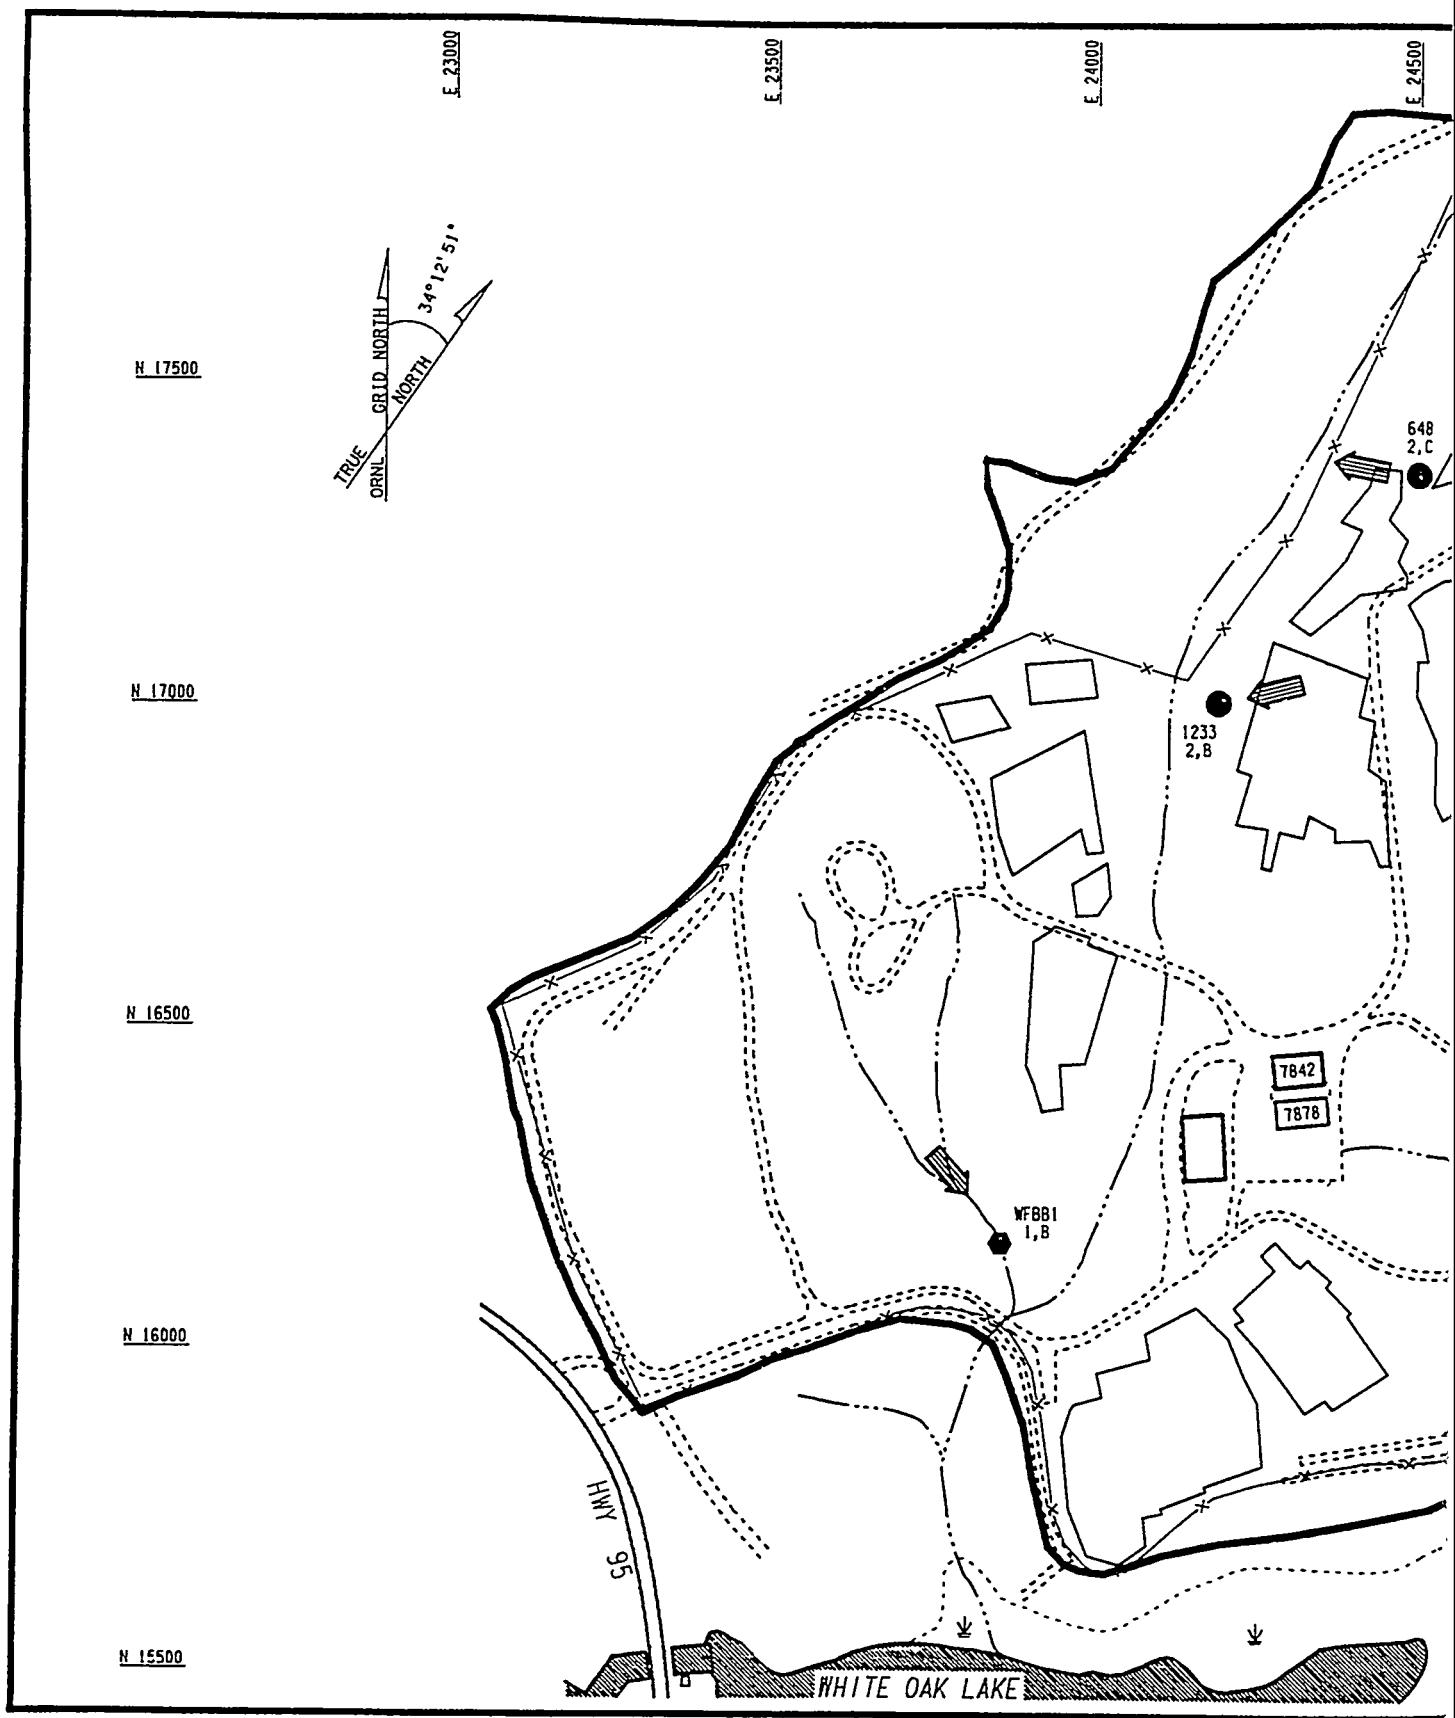 E 23000
E 23500
E 24000
E 24500
34°12'51"
ORNL GRID NORTH
TRUE NORTH
N 17500
648
2,C
N 17000
1233
2,B
N 16500
7842
7878
WFBB1
1,B
N 16000
HWY 95
N 15500
WHITE OAK LAKE